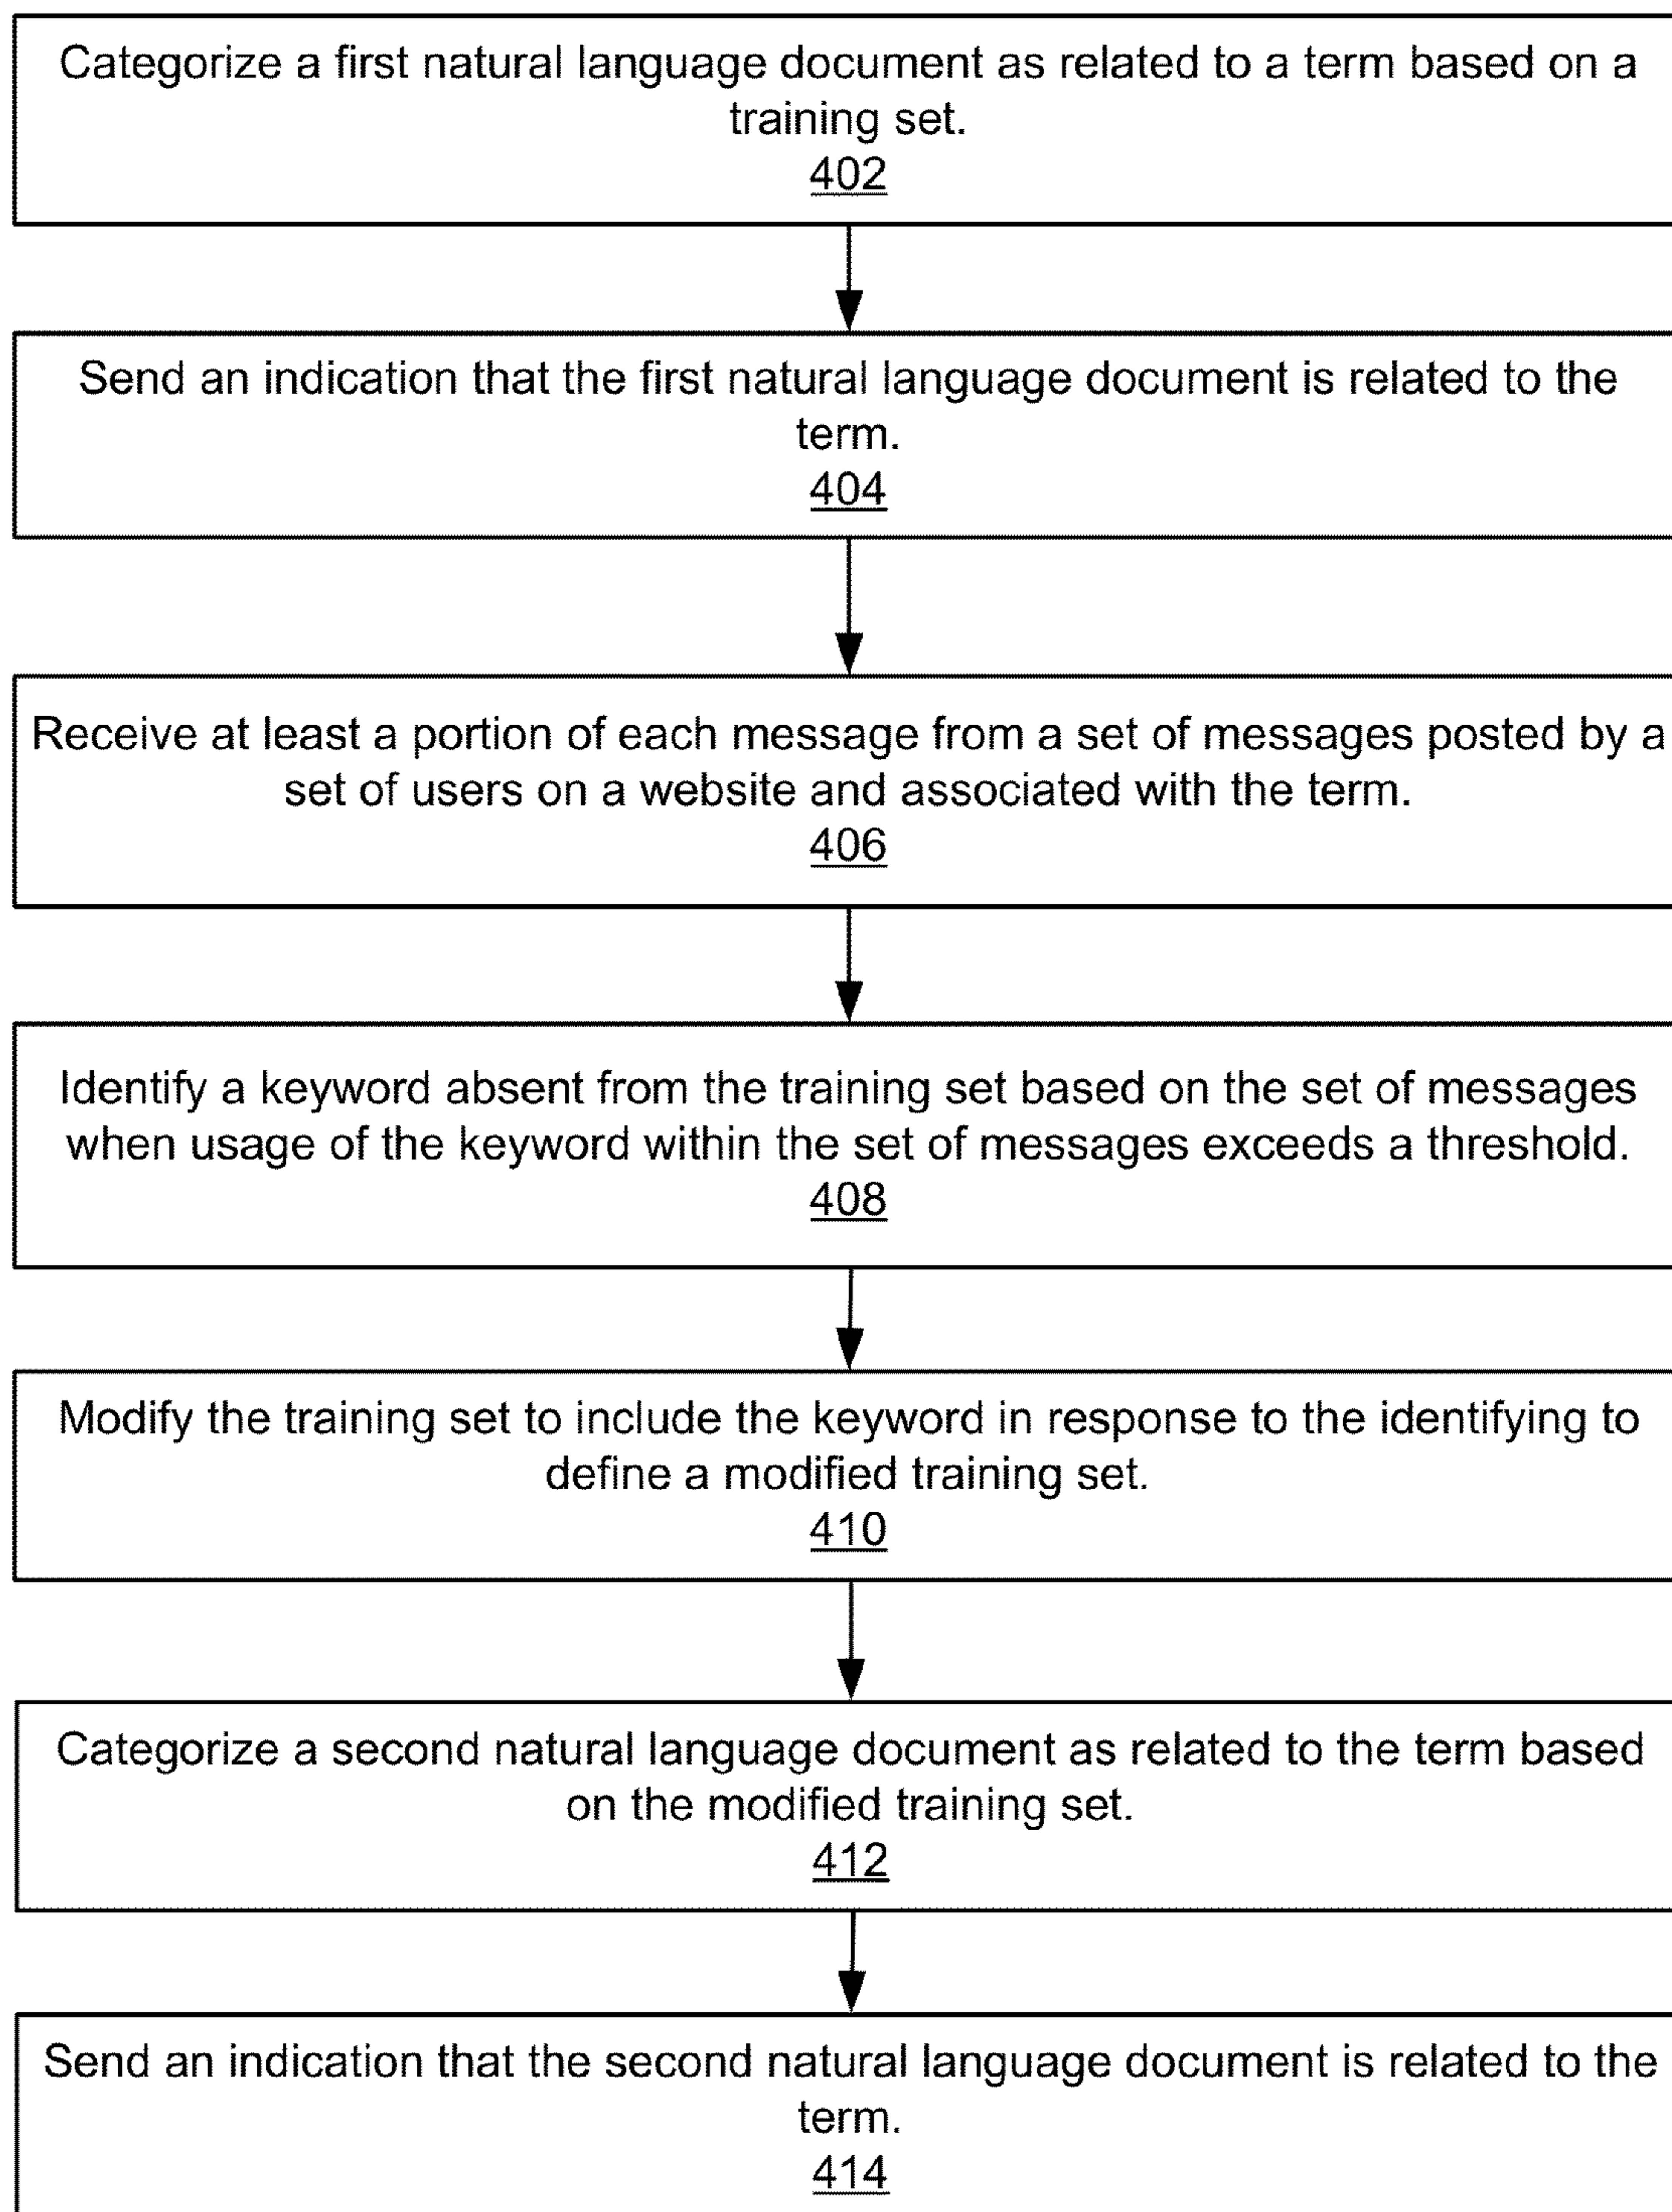 Categorize a first natural language document as related to a term based on a
training set.
402
Send an indication that the first natural language document is related to the
term.
404
Receive at least a portion of each message from a set of messages posted by a
set of users on a website and associated with the term.
406
Identify a keyword absent from the training set based on the set of messages
when usage of the keyword within the set of messages exceeds a threshold.
408
Modify the training set to include the keyword in response to the identifying to
define a modified training set.
410
Categorize a second natural language document as related to the term based
on the modified training set.
412
Send an indication that the second natural language document is related to the
term.
414